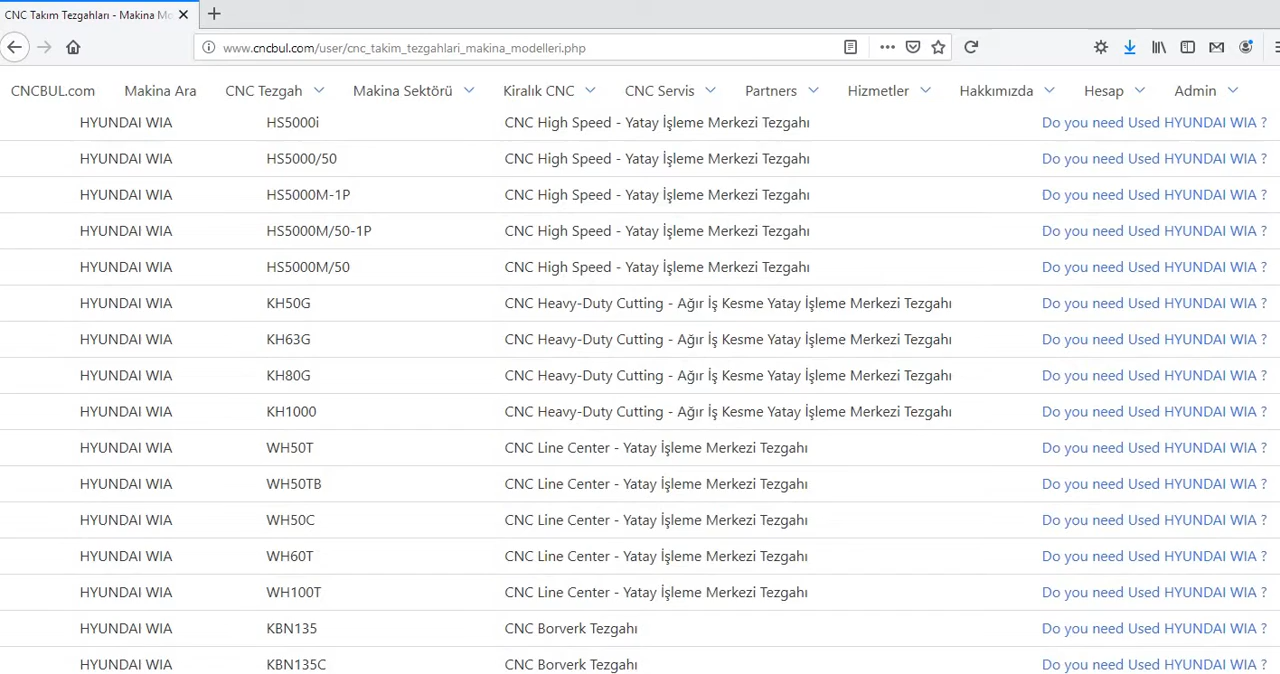 CNC Takım Tezgahları - Makina Mo
www.cncbul.com/user/cnc_takim_tezgahlari_makina_modelleri.php
CNCBUL.com Makina Ara CNC Tezgah Makina Sektörü Kiralık CNC CNC Servis Partners Hizmetler Hakkımızda Hesap Admin
HYUNDAI WIA HS5000i CNC High Speed - Yatay İşleme Merkezi Tezgahı Do you need Used HYUNDAI WIA ?
HYUNDAI WIA HS5000/50 CNC High Speed - Yatay İşleme Merkezi Tezgahı Do you need Used HYUNDAI WIA ?
HYUNDAI WIA HS5000M-1P CNC High Speed - Yatay İşleme Merkezi Tezgahı Do you need Used HYUNDAI WIA ?
HYUNDAI WIA HS5000M/50-1P CNC High Speed - Yatay İşleme Merkezi Tezgahı Do you need Used HYUNDAI WIA ?
HYUNDAI WIA HS5000M/50 CNC High Speed - Yatay İşleme Merkezi Tezgahı Do you need Used HYUNDAI WIA ?
HYUNDAI WIA KH50G CNC Heavy-Duty Cutting - Ağır İş Kesme Yatay İşleme Merkezi Tezgahı Do you need Used HYUNDAI WIA ?
HYUNDAI WIA KH63G CNC Heavy-Duty Cutting - Ağır İş Kesme Yatay İşleme Merkezi Tezgahı Do you need Used HYUNDAI WIA ?
HYUNDAI WIA KH80G CNC Heavy-Duty Cutting - Ağır İş Kesme Yatay İşleme Merkezi Tezgahı Do you need Used HYUNDAI WIA ?
HYUNDAI WIA KH1000 CNC Heavy-Duty Cutting - Ağır İş Kesme Yatay İşleme Merkezi Tezgahı Do you need Used HYUNDAI WIA ?
HYUNDAI WIA WH50T CNC Line Center - Yatay İşleme Merkezi Tezgahı Do you need Used HYUNDAI WIA ?
HYUNDAI WIA WH50TB CNC Line Center - Yatay İşleme Merkezi Tezgahı Do you need Used HYUNDAI WIA ?
HYUNDAI WIA WH50C CNC Line Center - Yatay İşleme Merkezi Tezgahı Do you need Used HYUNDAI WIA ?
HYUNDAI WIA WH60T CNC Line Center - Yatay İşleme Merkezi Tezgahı Do you need Used HYUNDAI WIA ?
HYUNDAI WIA WH100T CNC Line Center - Yatay İşleme Merkezi Tezgahı Do you need Used HYUNDAI WIA ?
HYUNDAI WIA KBN135 CNC Borverk Tezgahı Do you need Used HYUNDAI WIA ?
HYUNDAI WIA KBN135C CNC Borverk Tezgahı Do you need Used HYUNDAI WIA ?